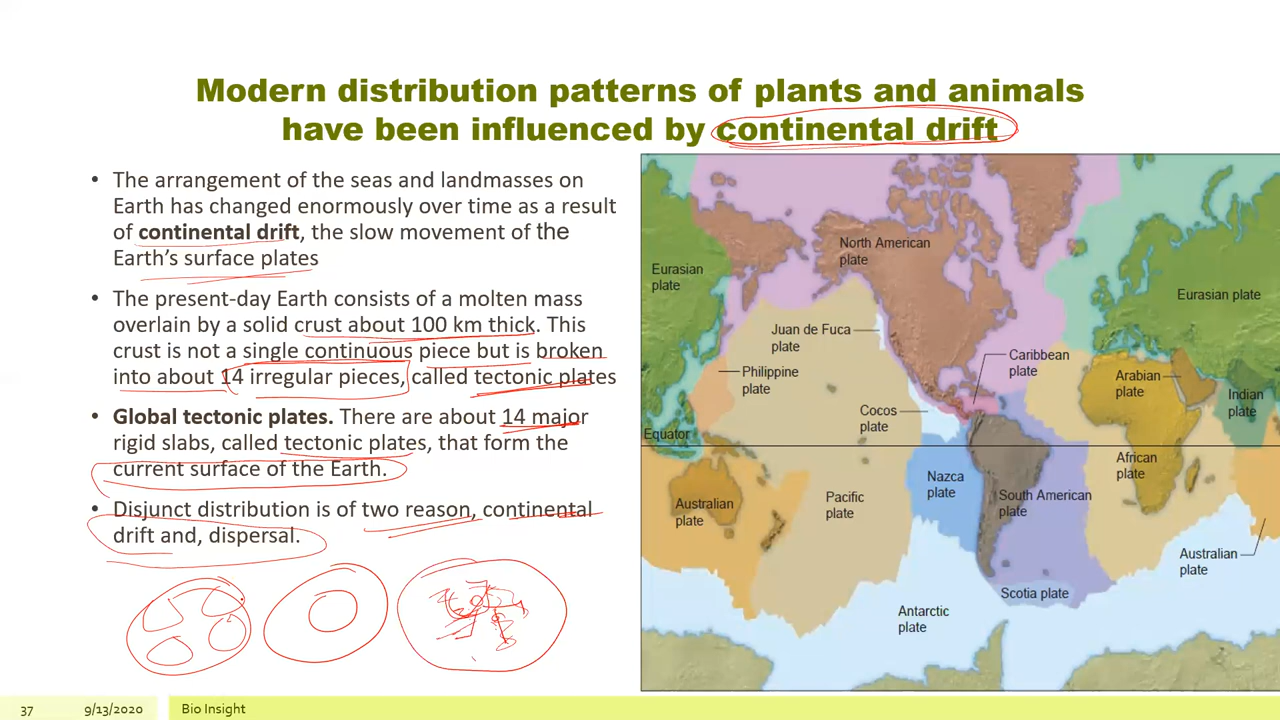 Modern distribution patterns of plants and animals
have been influenced by continental drift
• The arrangement of the seas and landmasses on
Earth has changed enormously over time as a result
of continental drift, the slow movement of the
Earth's surface plates
• The present-day Earth consists of a molten mass
overlain by a solid crust about 100 km thick. This
crust is not a single continuous piece but is broken
into about 14 irregular pieces, called tectonic plates
• Global tectonic plates. There are about 14 major
rigid slabs, called tectonic plates, that form the
current surface of the Earth.
• Disjunct distribution is of two reason, continental
drift and, dispersal.
North American
plate
Eurasian
plate
Eurasian plate
Juan de Fuca
plate
Caribbean
plate
Philippine
plate
Arabian
plate
Indian
plate
Cocos
plate
Equator
African
plate
Nazca
plate
South American
plate
Australian
plate
Pacific
plate
Australian
plate
Scotia plate
Antarctic
plate
37
9/13/2020
Bio Insight